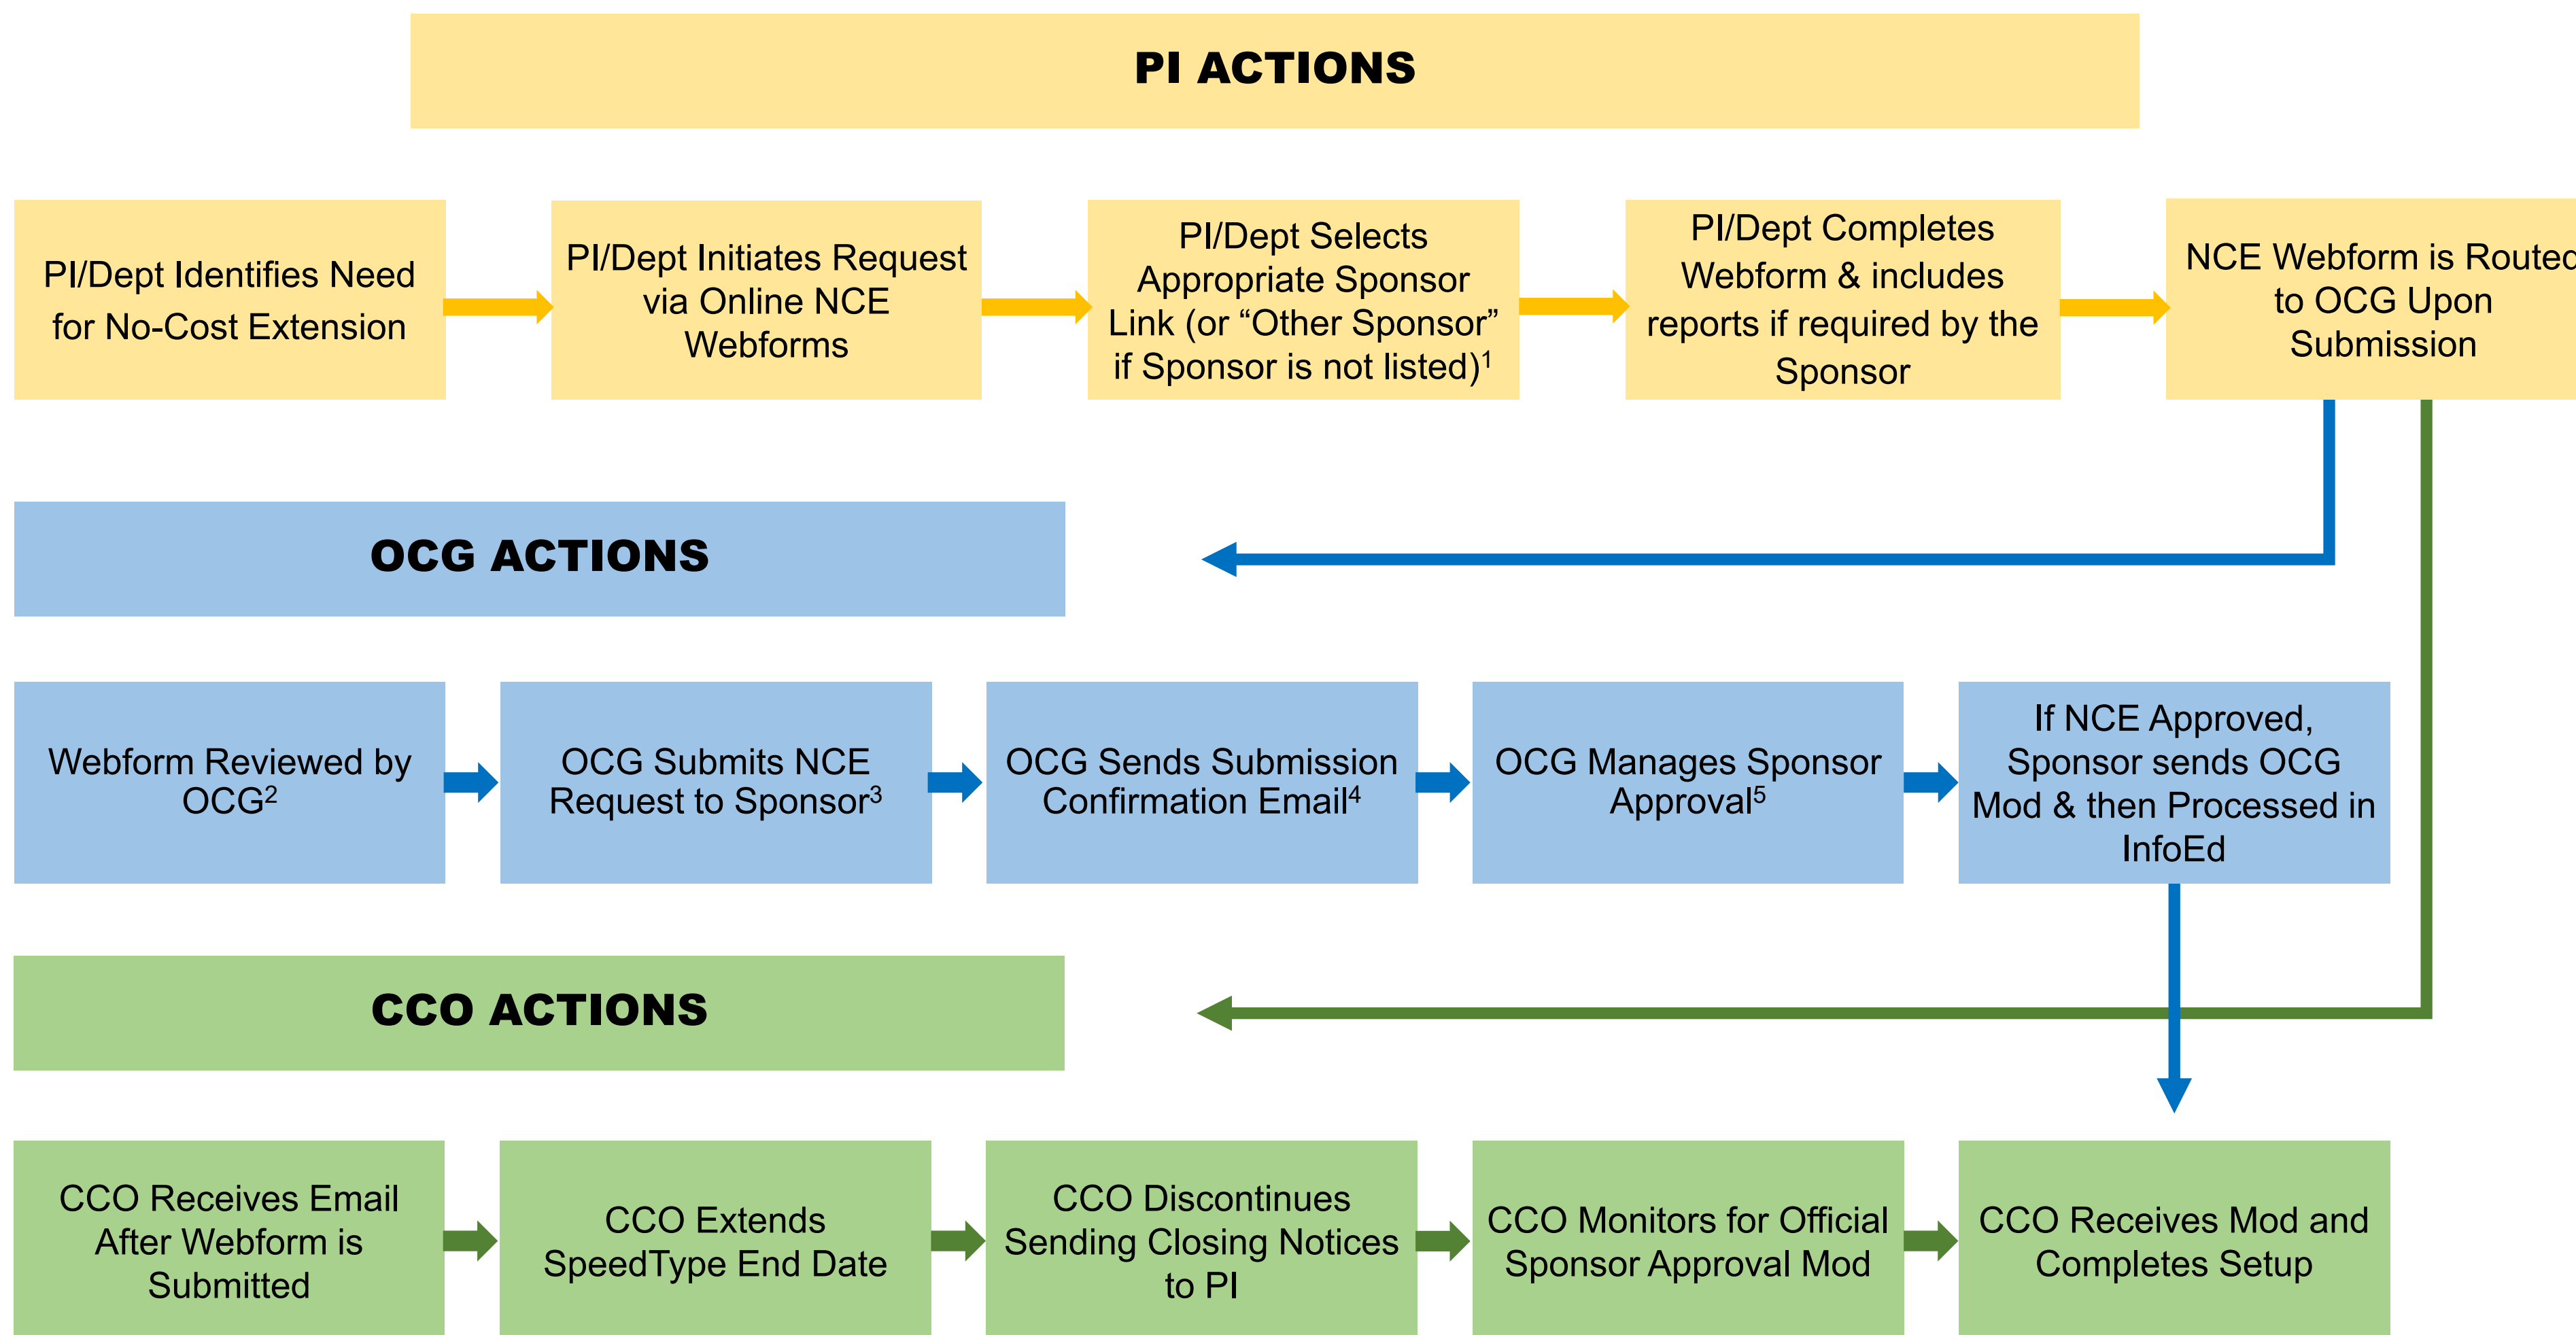 PI ACTIONS
PI/Dept Identifies Need
for No-Cost Extension
PI/Dept Initiates Request
via Online NCE
Webforms
PI/Dept Selects
Appropriate Sponsor
Link (or “Other Sponsor”
if Sponsor is not listed)¹
PI/Dept Completes
Webform & includes
reports if required by the
Sponsor
NCE Webform is Routed
to OCG Upon
Submission
OCG ACTIONS
Webform Reviewed by
OCG²
OCG Submits NCE
Request to Sponsor³
OCG Sends Submission
Confirmation Email⁴
OCG Manages Sponsor
Approval⁵
If NCE Approved,
Sponsor sends OCG
Mod & then Processed in
InfoEd
CCO ACTIONS
CCO Receives Email
After Webform is
Submitted
CCO Extends
SpeedType End Date
CCO Discontinues
Sending Closing Notices
to PI
CCO Monitors for Official
Sponsor Approval Mod
CCO Receives Mod and
Completes Setup